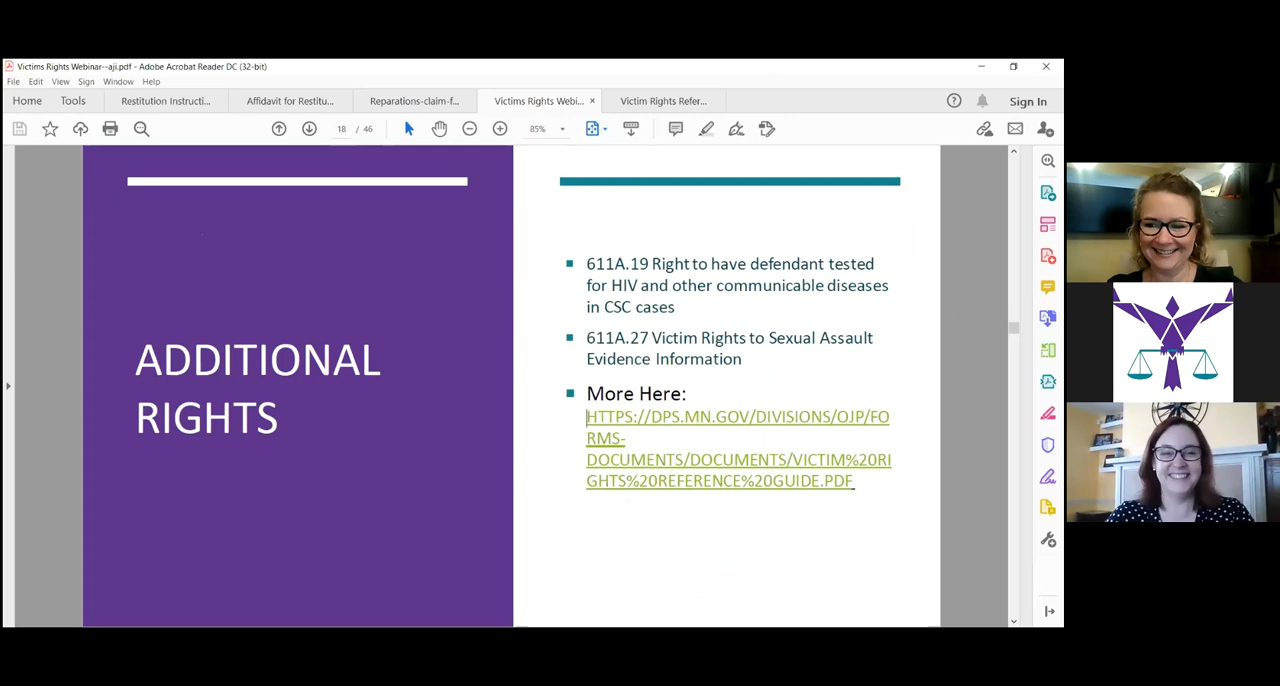 Victims Rights Webinar--aji.pdf - Adobe Acrobat Reader DC (32-bit)
File Edit View Sign Window Help
Home Tools Restitution Instructi... Affidavit for Restitu... Reparations-claim-f... Victims Rights Webi... × Victim Rights Refer... Sign In
18 / 46 85%
ADDITIONAL
RIGHTS
611A.19 Right to have defendant tested
for HIV and other communicable diseases
in CSC cases
611A.27 Victim Rights to Sexual Assault
Evidence Information
More Here:
HTTPS://DPS.MN.GOV/DIVISIONS/OJP/FO
RMS-
DOCUMENTS/DOCUMENTS/VICTIM%20RI
GHTS%20REFERENCE%20GUIDE.PDF